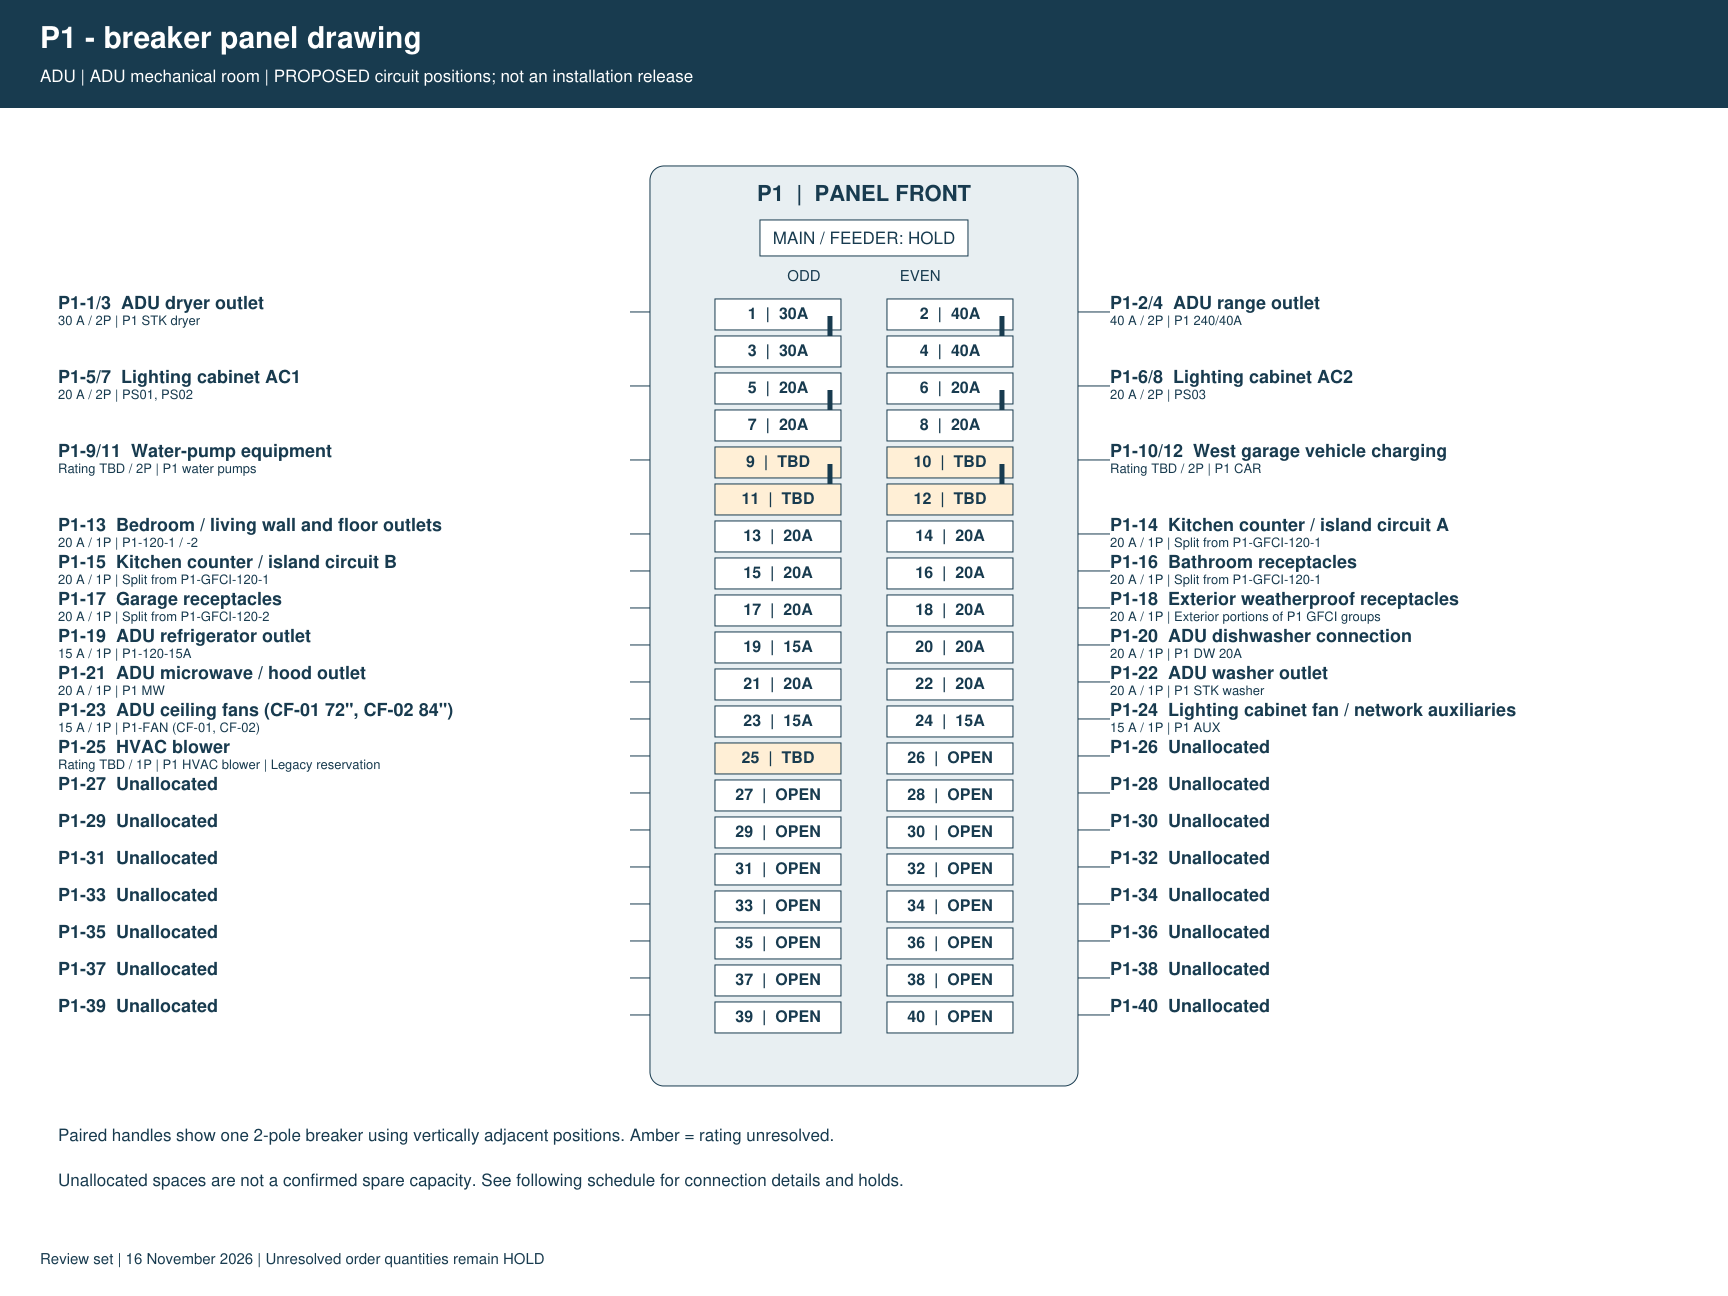 P1 - breaker panel drawing
ADU | ADU mechanical room | PROPOSED circuit positions; not an installation release
P1 | PANEL FRONT
MAIN / FEEDER: HOLD
ODD EVEN
P1-1/3 ADU dryer outlet
30 A / 2P | P1 STK dryer
1 | 30A
2 | 40A
P1-2/4 ADU range outlet
40 A / 2P | P1 240/40A
3 | 30A
4 | 40A
P1-5/7 Lighting cabinet AC1
20 A / 2P | PS01, PS02
5 | 20A
6 | 20A
P1-6/8 Lighting cabinet AC2
20 A / 2P | PS03
7 | 20A
8 | 20A
P1-9/11 Water-pump equipment
Rating TBD / 2P | P1 water pumps
9 | TBD
10 | TBD
P1-10/12 West garage vehicle charging
Rating TBD / 2P | P1 CAR
11 | TBD
12 | TBD
P1-13 Bedroom / living wall and floor outlets
20 A / 1P | P1-120-1 / -2
13 | 20A
14 | 20A
P1-14 Kitchen counter / island circuit A
20 A / 1P | Split from P1-GFCI-120-1
P1-15 Kitchen counter / island circuit B
20 A / 1P | Split from P1-GFCI-120-1
15 | 20A
16 | 20A
P1-16 Bathroom receptacles
20 A / 1P | Split from P1-GFCI-120-1
P1-17 Garage receptacles
20 A / 1P | Split from P1-GFCI-120-2
17 | 20A
18 | 20A
P1-18 Exterior weatherproof receptacles
20 A / 1P | Exterior portions of P1 GFCI groups
P1-19 ADU refrigerator outlet
15 A / 1P | P1-120-15A
19 | 15A
20 | 20A
P1-20 ADU dishwasher connection
20 A / 1P | P1 DW 20A
P1-21 ADU microwave / hood outlet
20 A / 1P | P1 MW
21 | 20A
22 | 20A
P1-22 ADU washer outlet
20 A / 1P | P1 STK washer
P1-23 ADU ceiling fans (CF-01 72", CF-02 84")
15 A / 1P | P1-FAN (CF-01, CF-02)
23 | 15A
24 | 15A
P1-24 Lighting cabinet fan / network auxiliaries
15 A / 1P | P1 AUX
P1-25 HVAC blower
Rating TBD / 1P | P1 HVAC blower | Legacy reservation
25 | TBD
26 | OPEN
P1-26 Unallocated
P1-27 Unallocated
27 | OPEN
28 | OPEN
P1-28 Unallocated
P1-29 Unallocated
29 | OPEN
30 | OPEN
P1-30 Unallocated
P1-31 Unallocated
31 | OPEN
32 | OPEN
P1-32 Unallocated
P1-33 Unallocated
33 | OPEN
34 | OPEN
P1-34 Unallocated
P1-35 Unallocated
35 | OPEN
36 | OPEN
P1-36 Unallocated
P1-37 Unallocated
37 | OPEN
38 | OPEN
P1-38 Unallocated
P1-39 Unallocated
39 | OPEN
40 | OPEN
P1-40 Unallocated
Paired handles show one 2-pole breaker using vertically adjacent positions. Amber = rating unresolved.
Unallocated spaces are not a confirmed spare capacity. See following schedule for connection details and holds.
Review set | 16 November 2026 | Unresolved order quantities remain HOLD